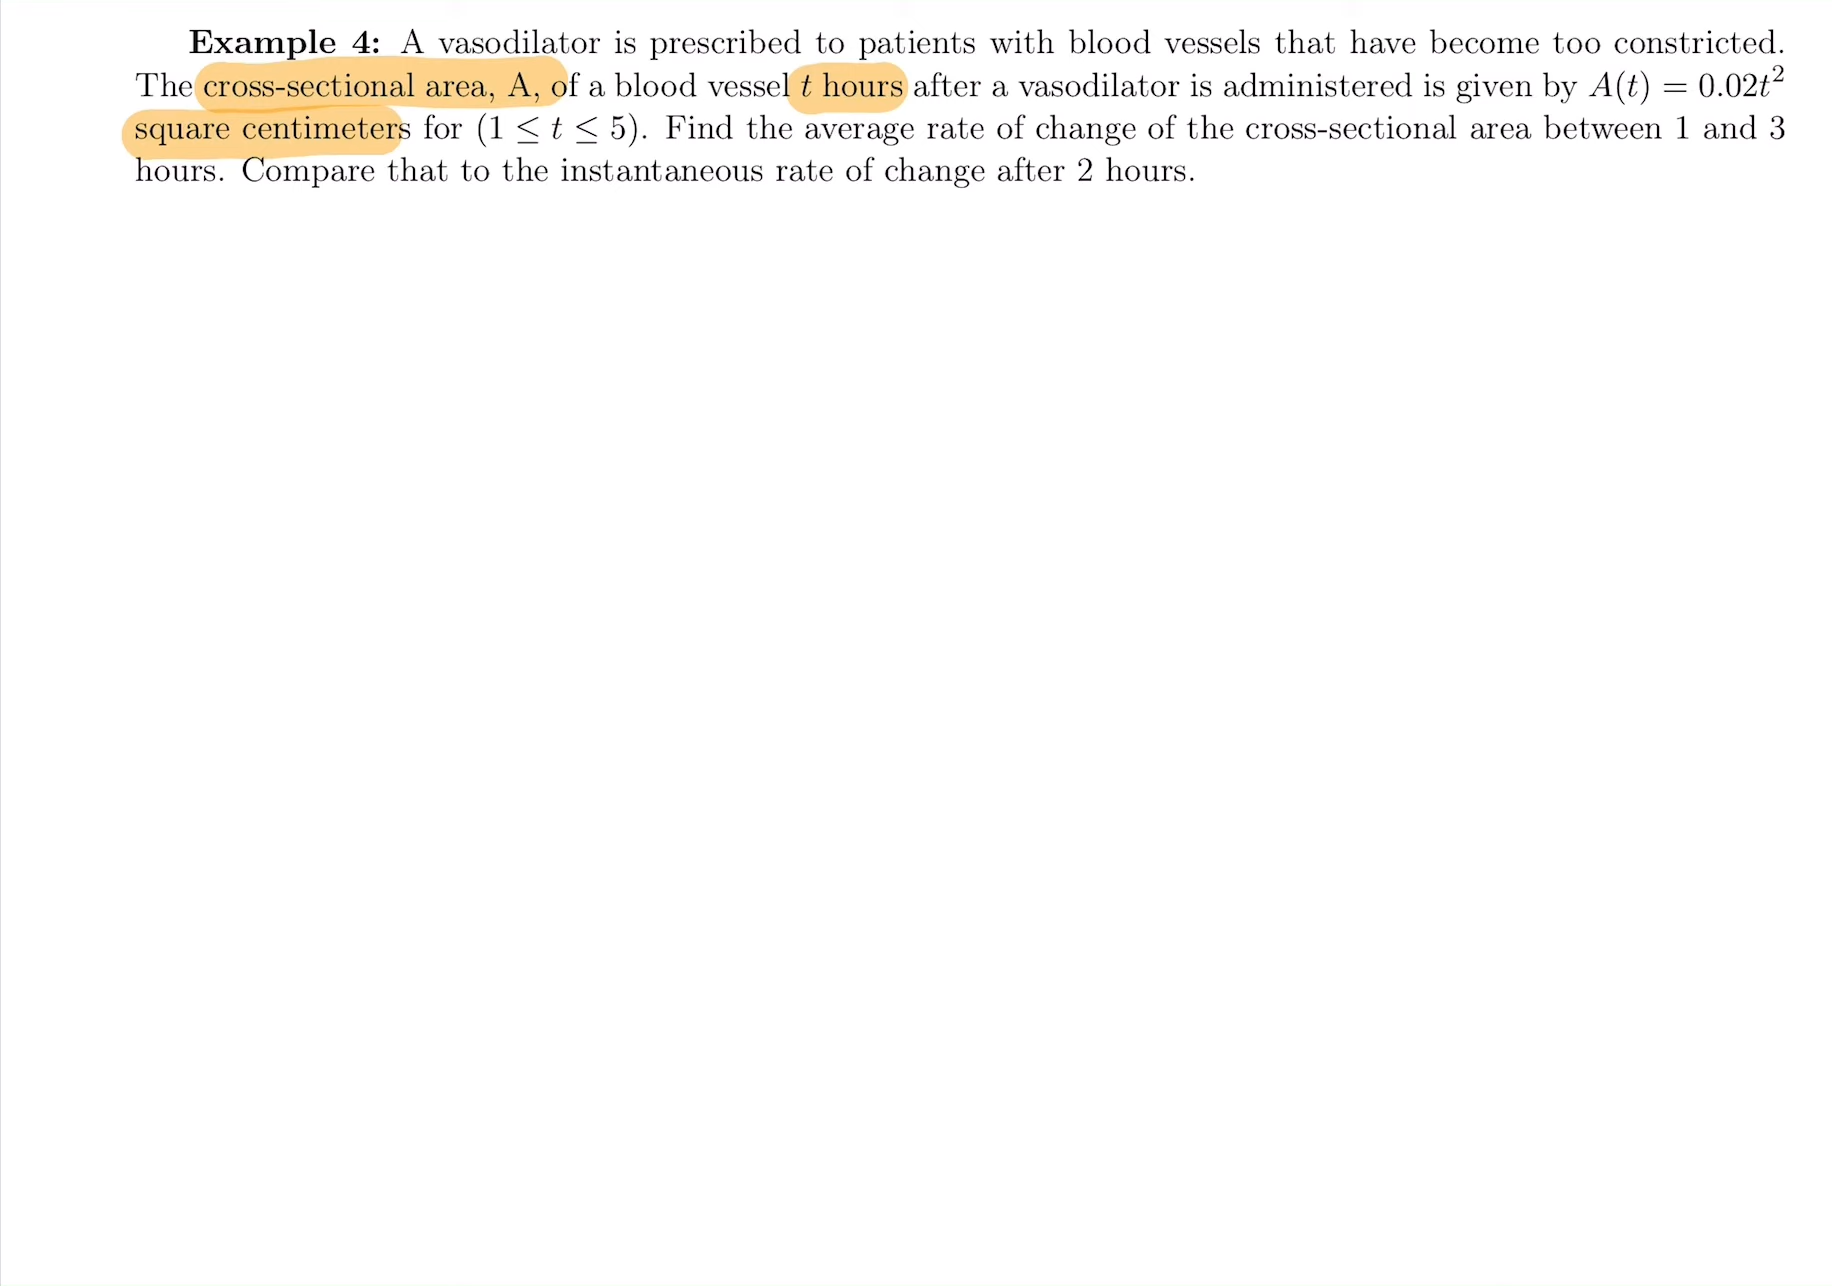 Example 4: A vasodilator is prescribed to patients with blood vessels that have become too constricted.
The cross-sectional area, A, of a blood vessel t hours after a vasodilator is administered is given by A(t) = 0.02t²
square centimeters for (1 ≤ t ≤ 5). Find the average rate of change of the cross-sectional area between 1 and 3
hours. Compare that to the instantaneous rate of change after 2 hours.